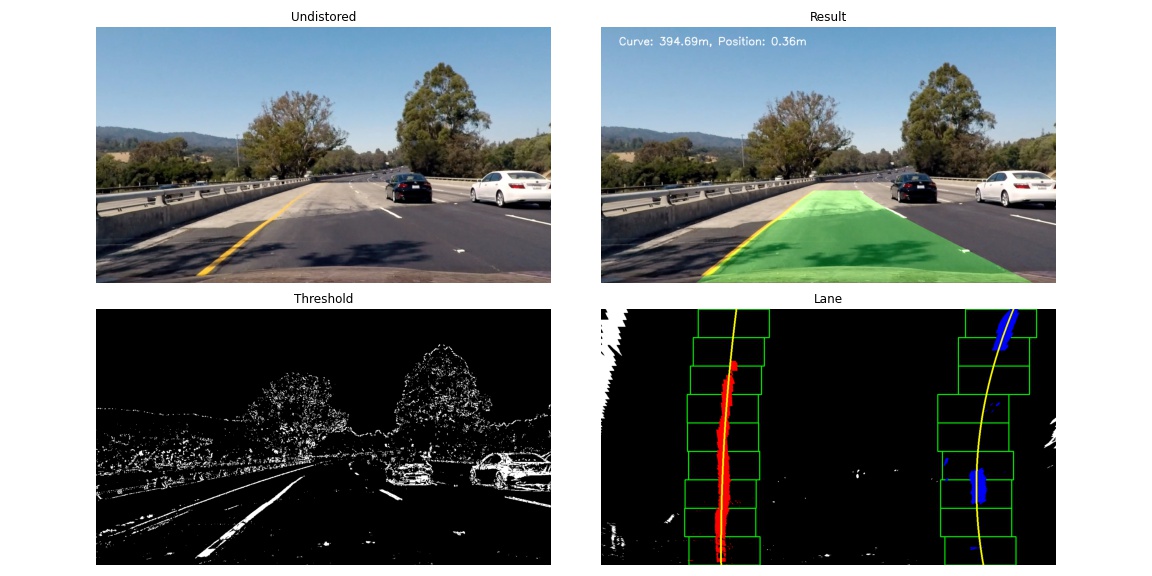 Undistored
Result
Curve: 394.69m, Position: 0.36m
Threshold
Lane